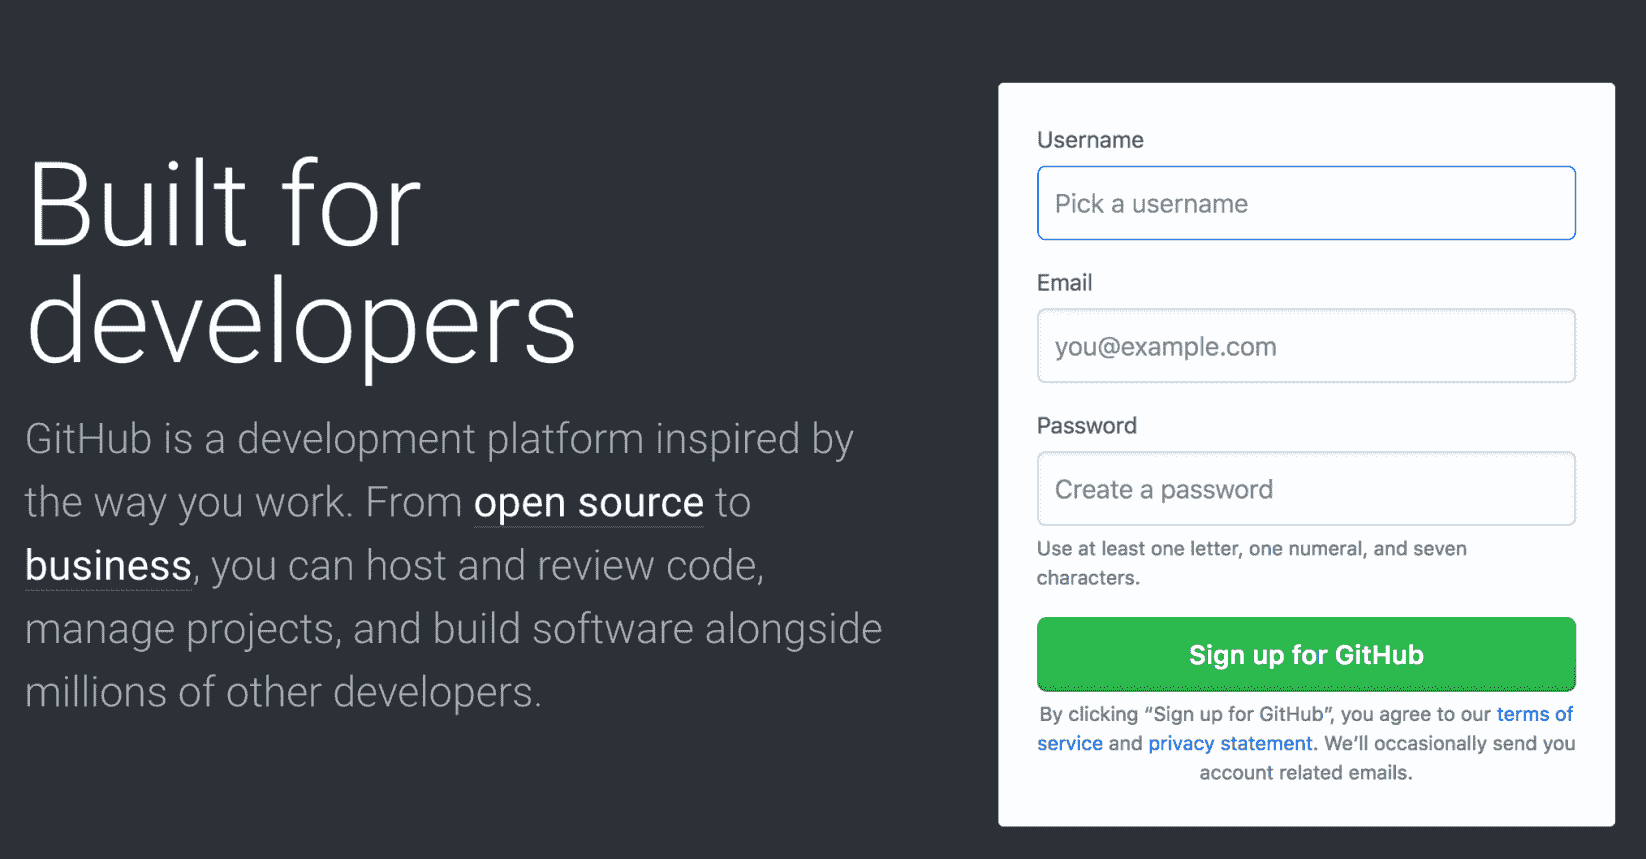 Built for
developers
GitHub is a development platform inspired by
the way you work. From open source to
business, you can host and review code,
manage projects, and build software alongside
millions of other developers.
Username
Pick a username
Email
you@example.com
Password
Create a password
Use at least one letter, one numeral, and seven
characters.
Sign up for GitHub
By clicking “Sign up for GitHub”, you agree to our terms of
service and privacy statement. We’ll occasionally send you
account related emails.